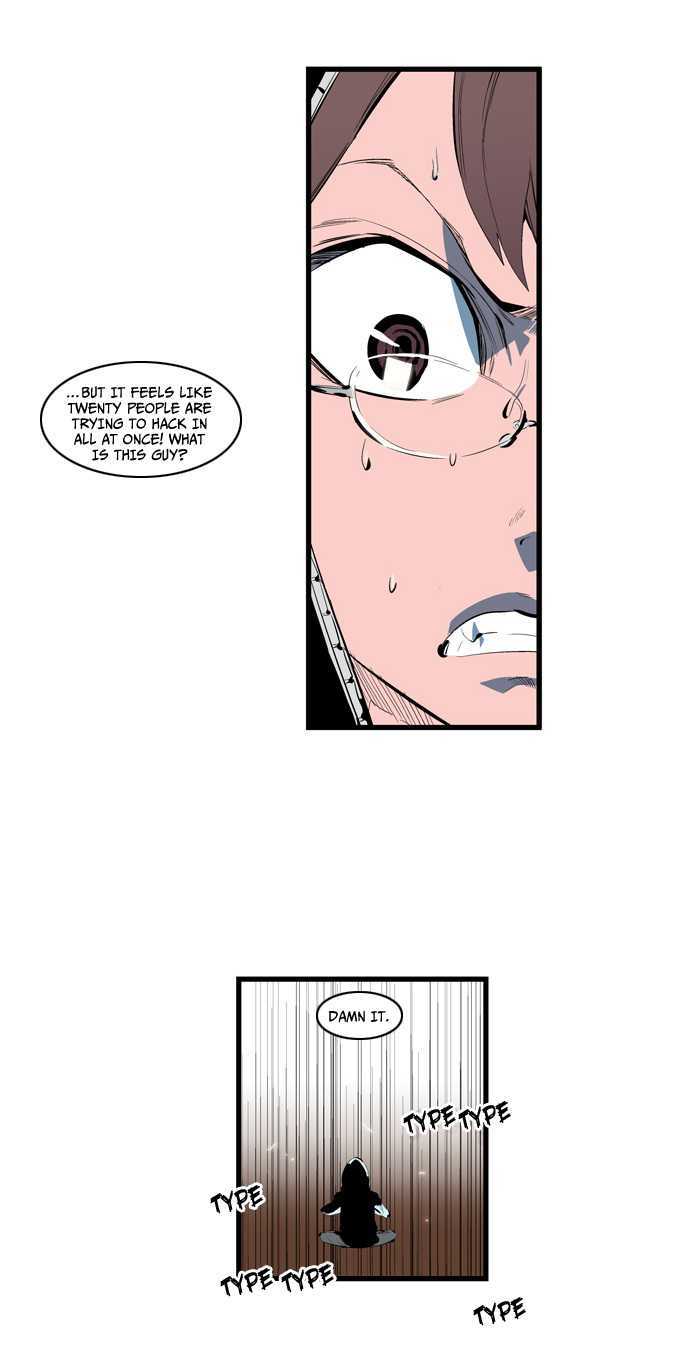 ...BUT IT FEELS LIKE
TWENTY PEOPLE ARE
TRYING TO HACK IN
ALL AT ONCE! WHAT
IS THIS GUY?
DAMN IT.
TYPE TYPE
TYPE
TYPE TYPE
TYPE